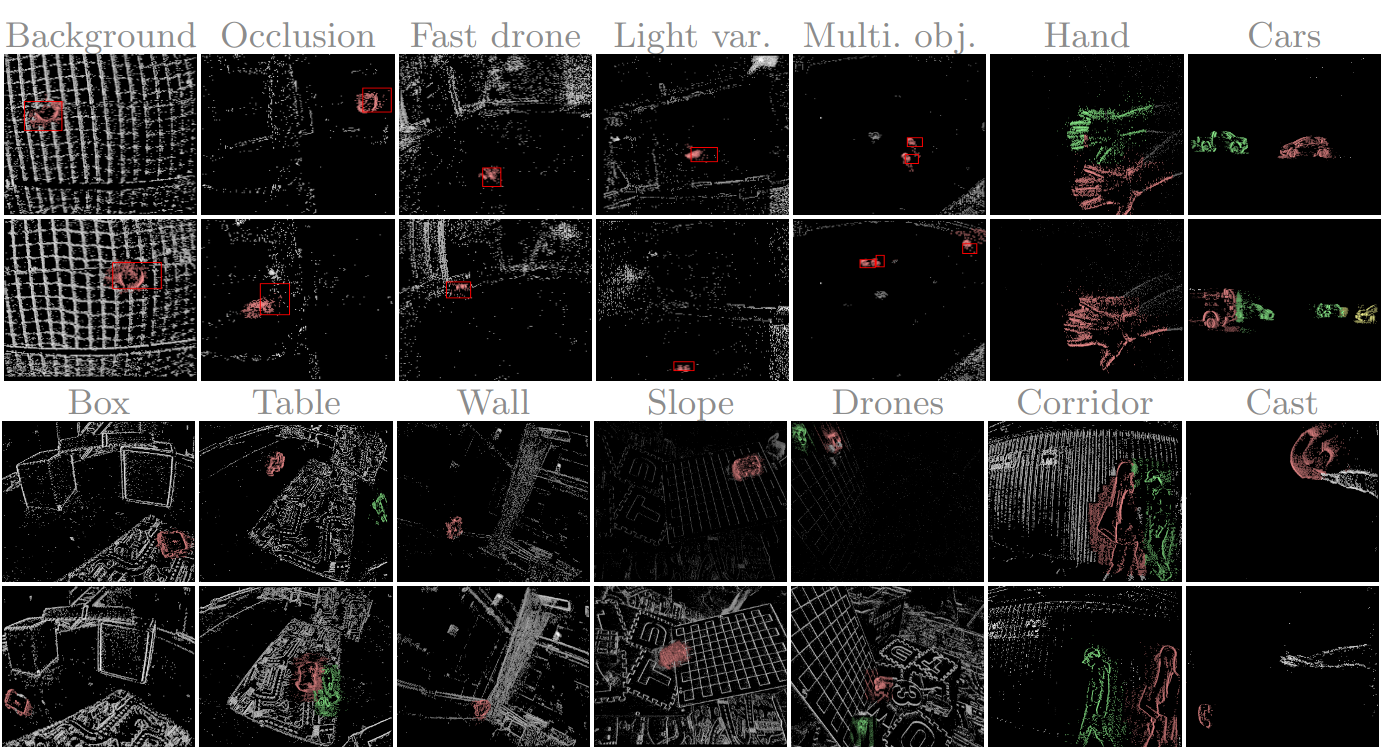 Background Occlusion Fast drone Light var. Multi. obj. Hand Cars
Box Table Wall Slope Drones Corridor Cast